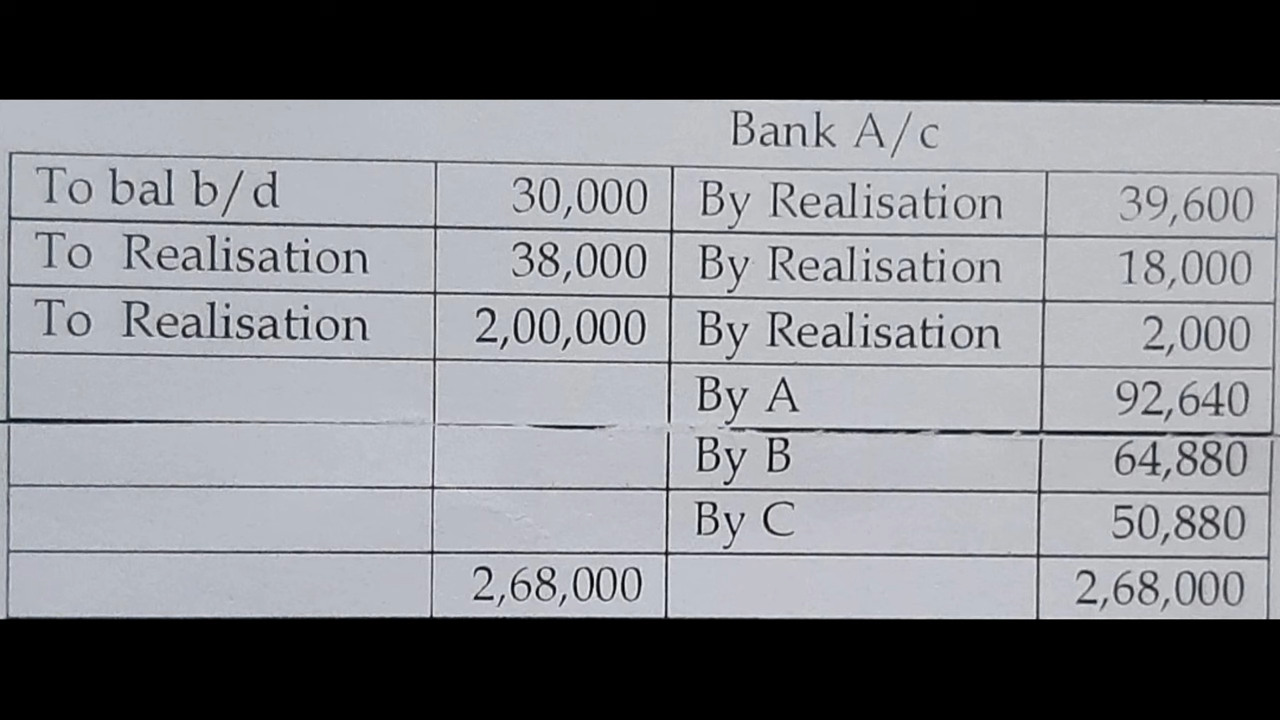 Bank A/c
To bal b/d 30,000 By Realisation 39,600
To Realisation 38,000 By Realisation 18,000
To Realisation 2,00,000 By Realisation 2,000
By A 92,640
By B 64,880
By C 50,880
2,68,000 2,68,000